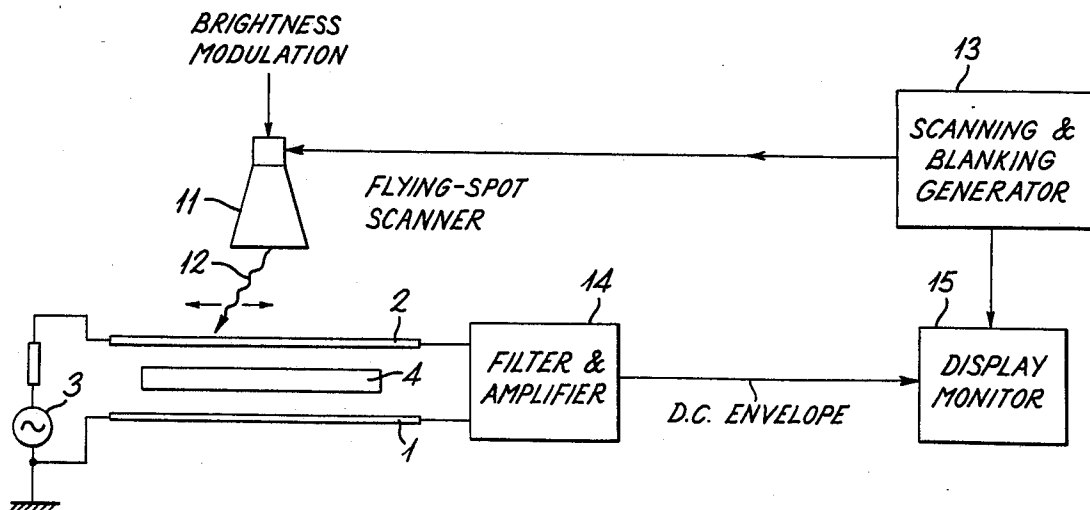 BRIGHTNESS
MODULATION
13
SCANNING &
BLANKING
GENERATOR
11
FLYING-SPOT
SCANNER
12
14
15
2
FILTER &
AMPLIFIER
4
DISPLAY
MONITOR
3
D.C. ENVELOPE
1